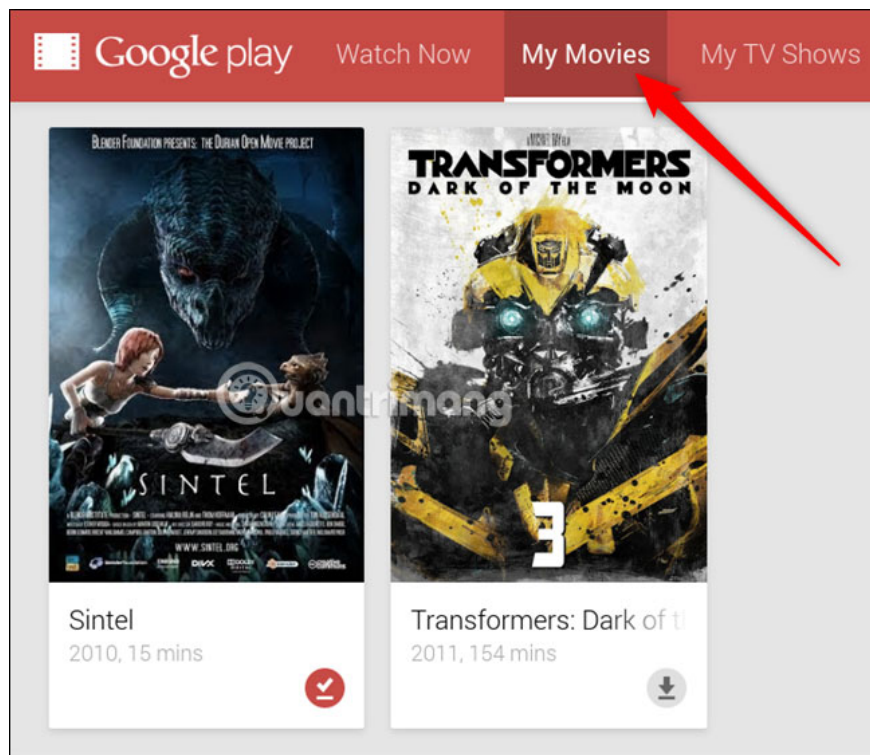 Google play Watch Now My Movies My TV Shows
BLENDER FOUNDATION PRESENTS: THE DURIAN OPEN MOVIE PROJECT
SINTEL
WWW.SINTEL.ORG
TRANSFORMERS
DARK OF THE MOON
3
Quantrimang
Sintel
2010, 15 mins
Transformers: Dark of t
2011, 154 mins